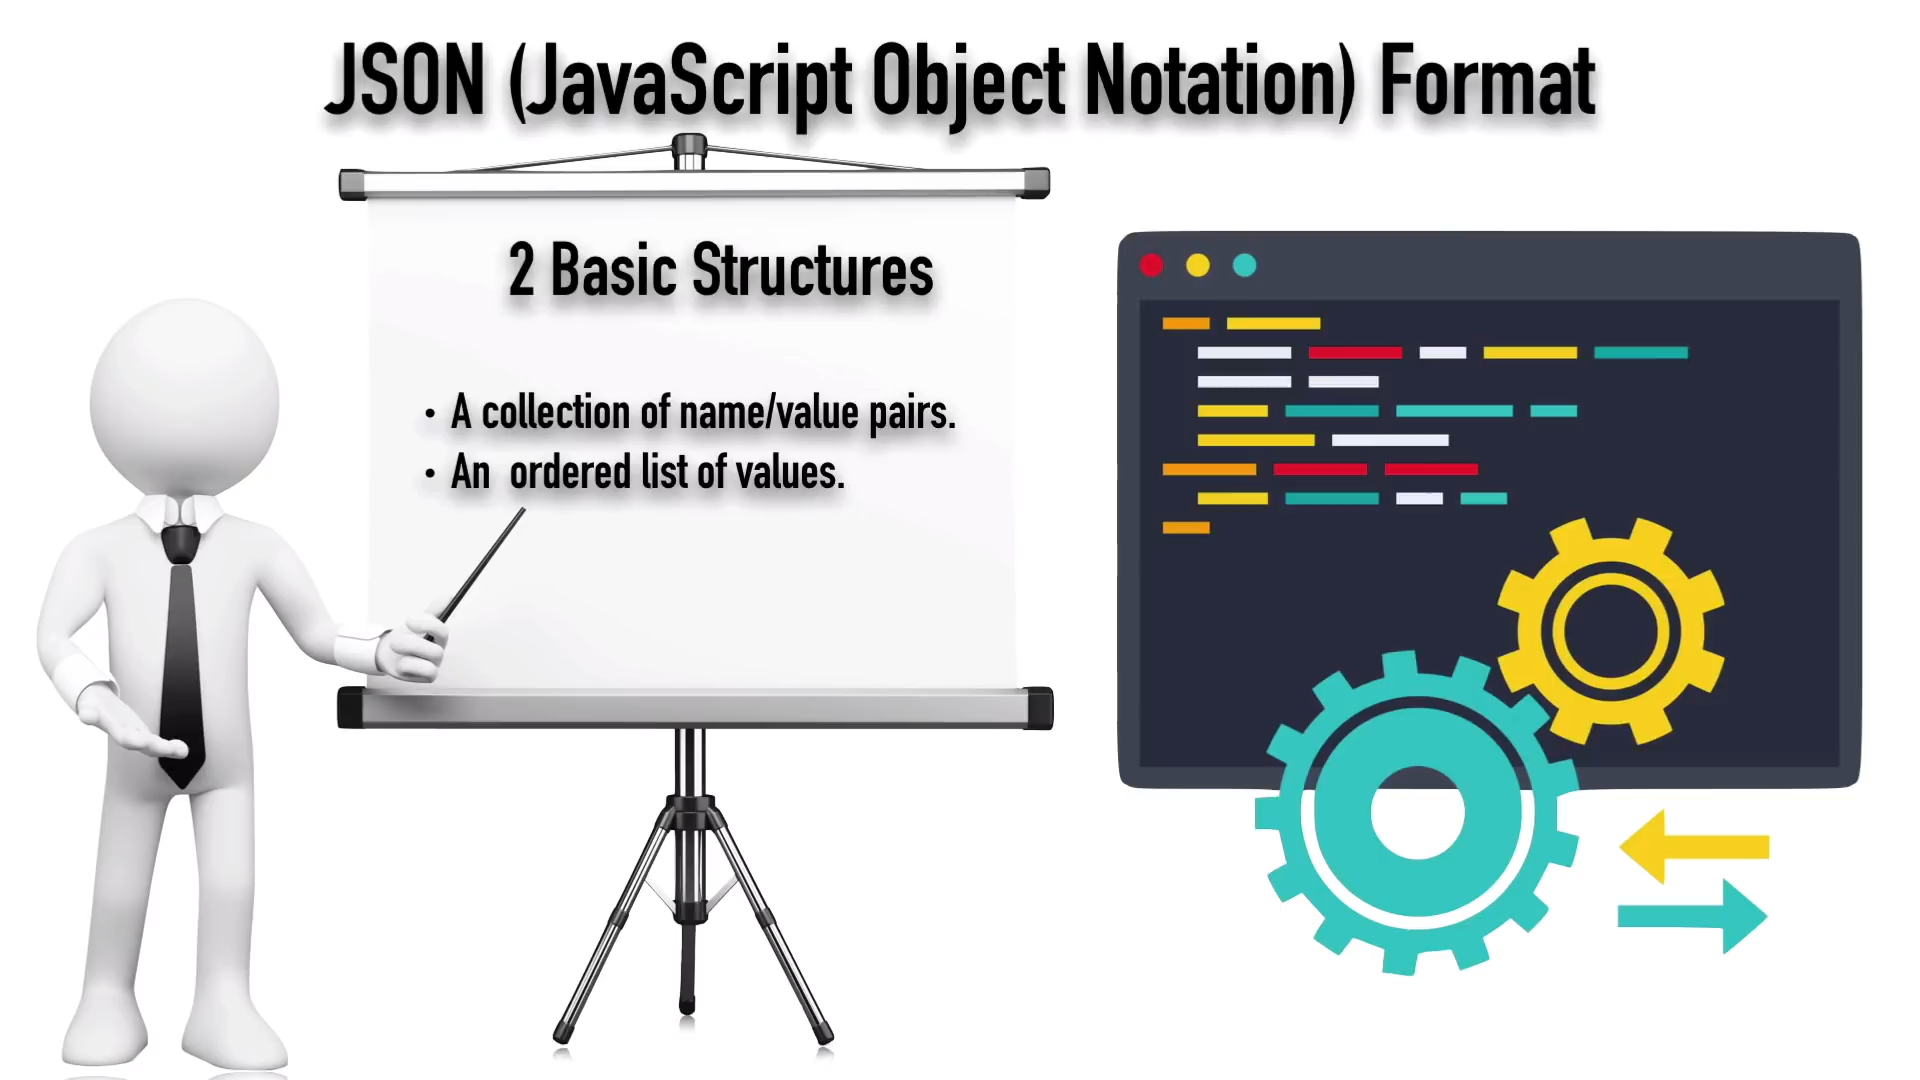 JSON (JavaScript Object Notation) Format
2 Basic Structures
• A collection of name/value pairs.
• An ordered list of values.